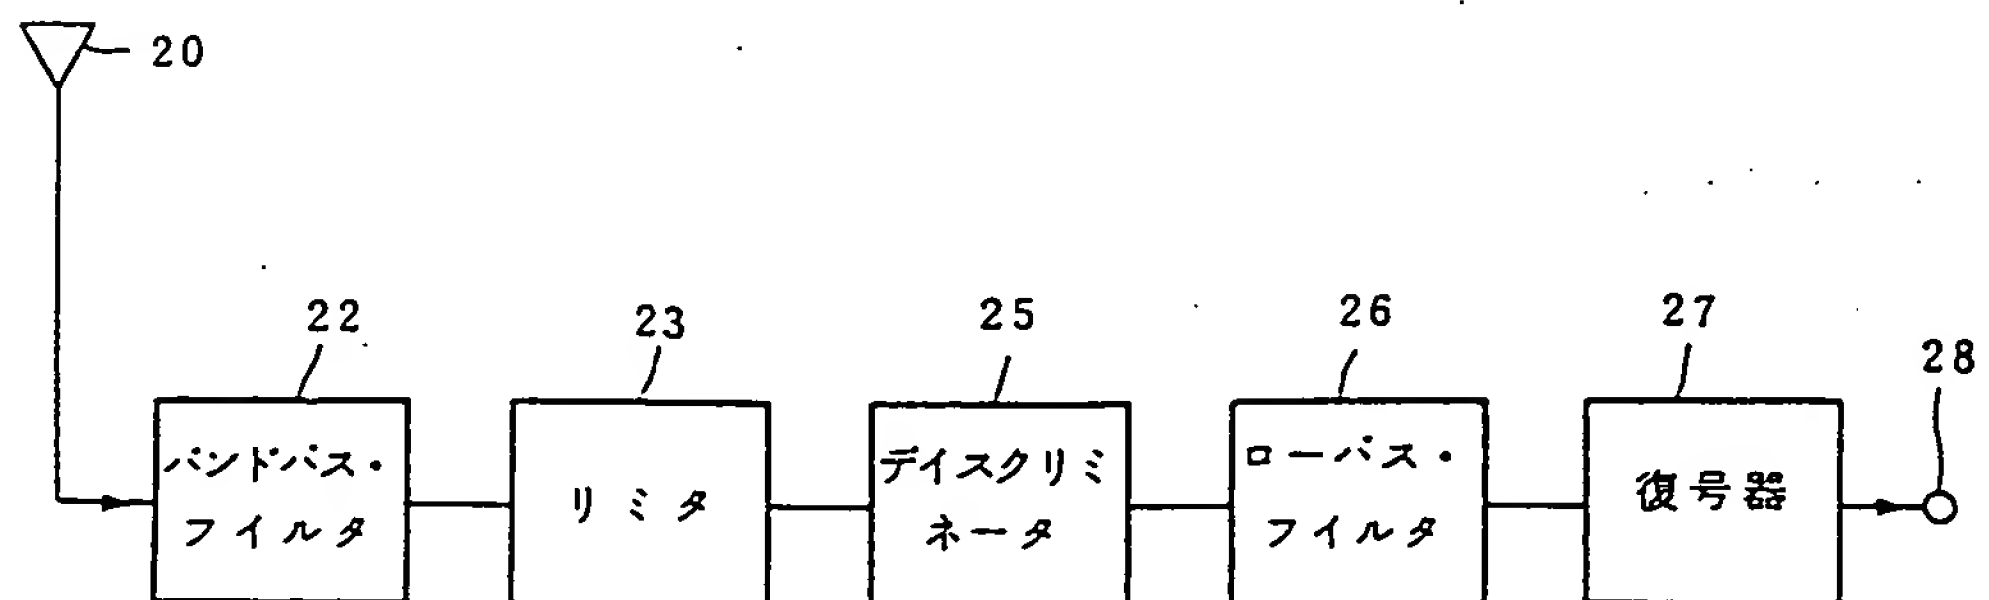 20
22
23
25
26
27
28
バンドパス・
フイルタ
リミタ
デイスクリミ
ネータ
ローパス・
フイルタ
復号器